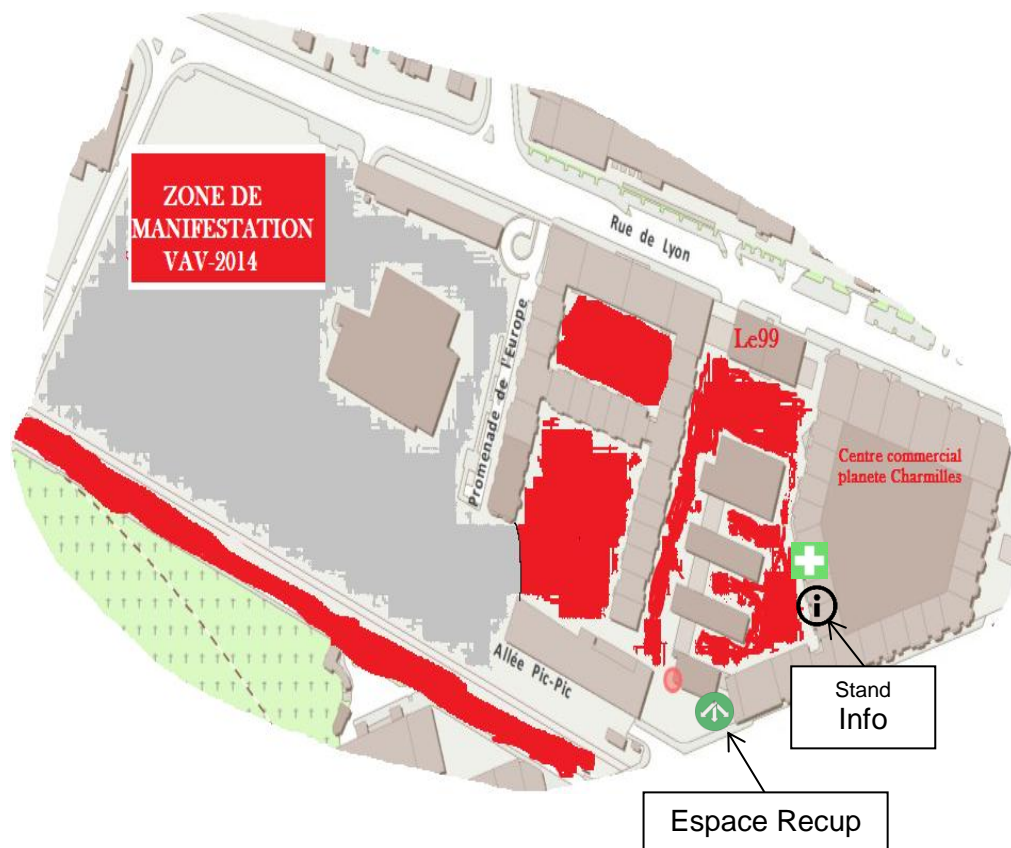 ZONE DE
MANIFESTATION
VAV-2014
Rue de Lyon
Promenade de l'Europe
Le99
Centre commercial
planete Charmilles
i
Allée Pic-Pic
Stand
Info
Espace Recup